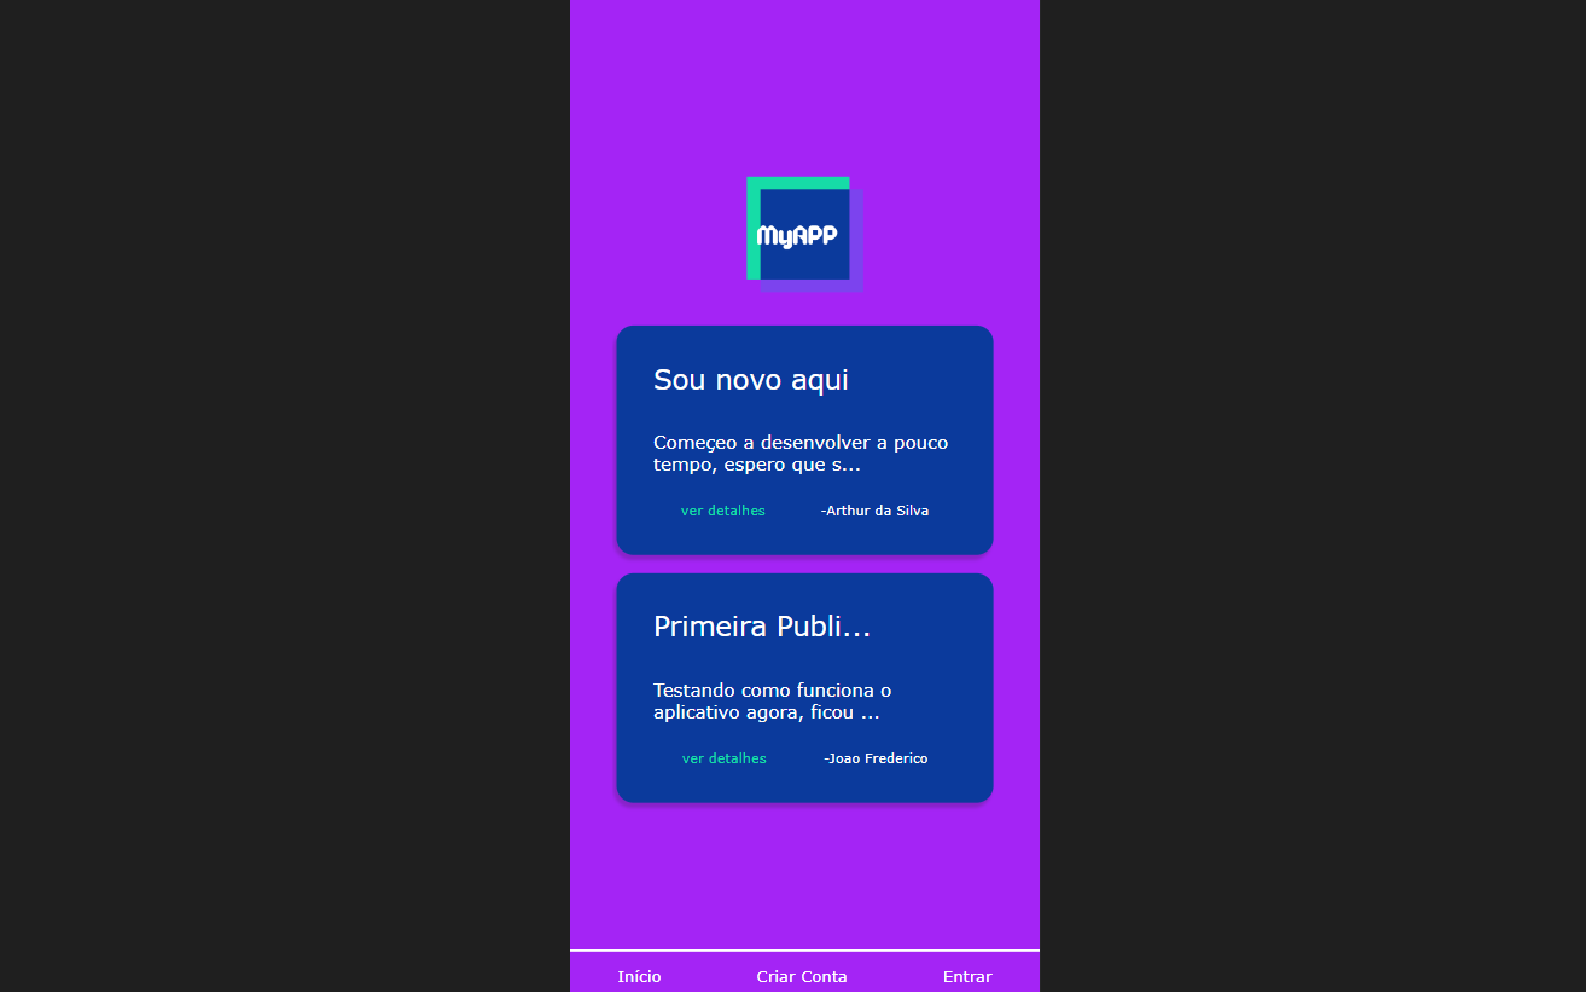 MyAPP
Sou novo aqui
Começeo a desenvolver a pouco
tempo, espero que s...
ver detalhes -Arthur da Silva
Primeira Publi...
Testando como funciona o
aplicativo agora, ficou ...
ver detalhes -Joao Frederico
Início Criar Conta Entrar